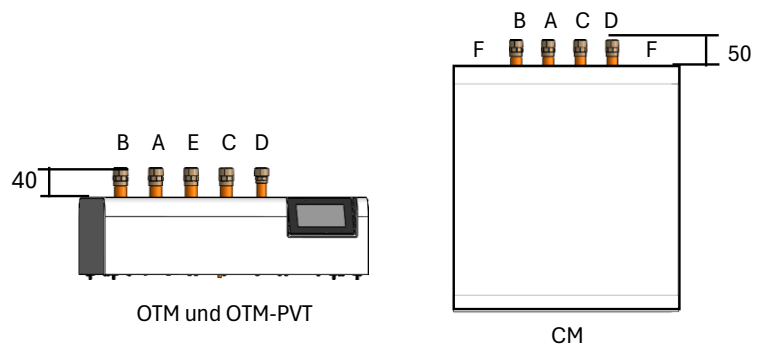 B A C D
F F
50
B A E C D
40
OTM und OTM-PVT
CM